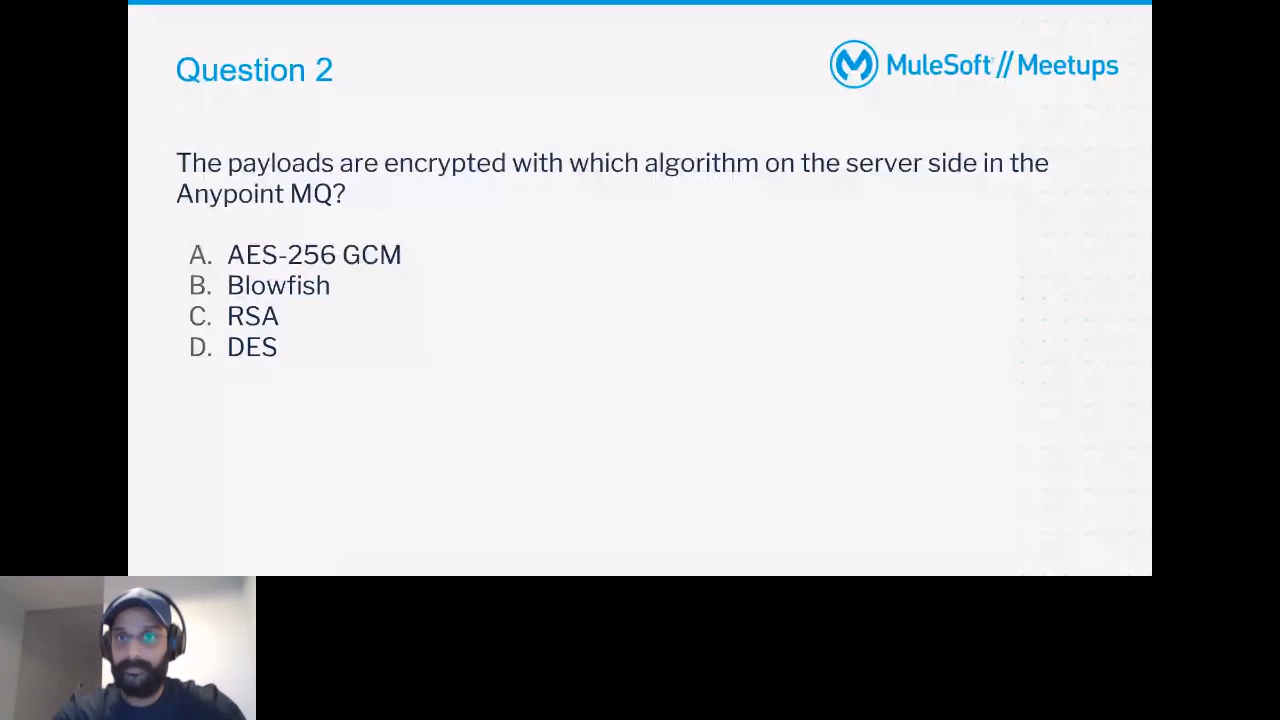 Question 2
MuleSoft // Meetups
The payloads are encrypted with which algorithm on the server side in the
Anypoint MQ?
A. AES-256 GCM
B. Blowfish
C. RSA
D. DES